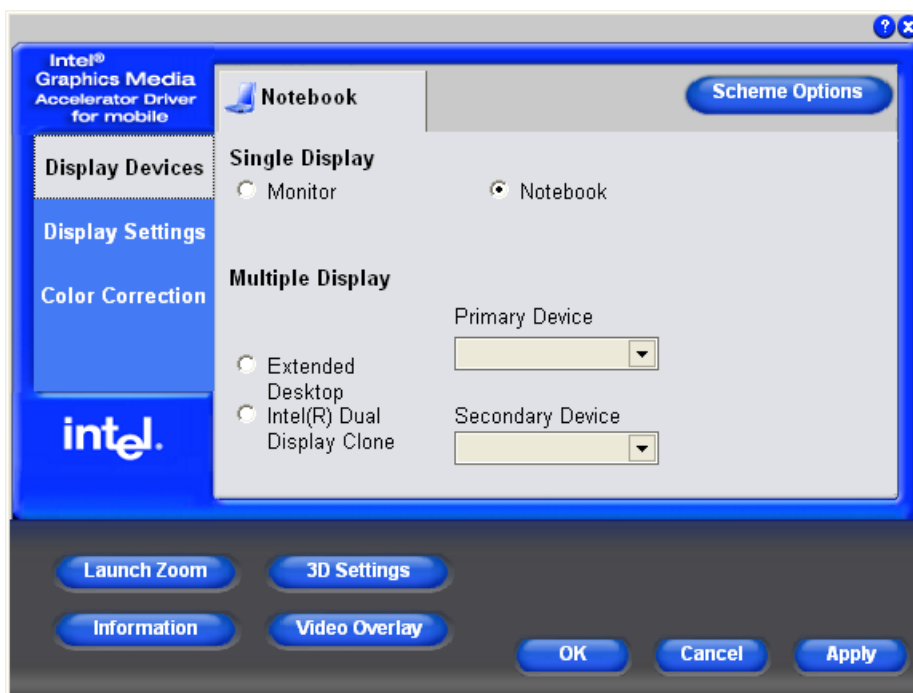 ?
Intel®
Graphics Media
Accelerator Driver
for mobile
Notebook
Scheme Options
Display Devices
Display Settings
Color Correction
intel.
Single Display
Monitor
Notebook
Multiple Display
Primary Device
Extended
Desktop
Intel(R) Dual
Display Clone
Secondary Device
Launch Zoom
3D Settings
Information
Video Overlay
OK
Cancel
Apply